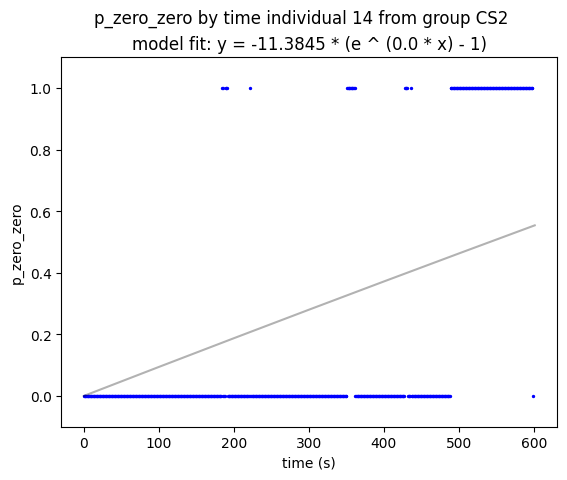 p_zero_zero by time individual 14 from group CS2
model fit: y = -11.3845 * (e ^ (0.0 * x) - 1)
1.0
0.8
0.6
0.4
0.2
0.0
p_zero_zero
0 100 200 300 400 500 600
time (s)